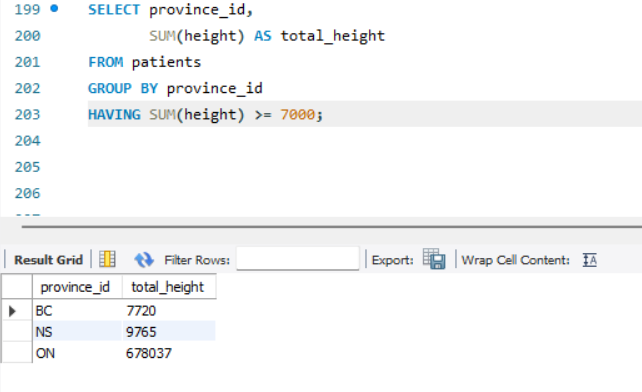 199 SELECT province_id,
200 SUM(height) AS total_height
201 FROM patients
202 GROUP BY province_id
203 HAVING SUM(height) >= 7000;
204
205
206
Result Grid Filter Rows: Export: Wrap Cell Content:
province_id total_height
BC 7720
NS 9765
ON 678037